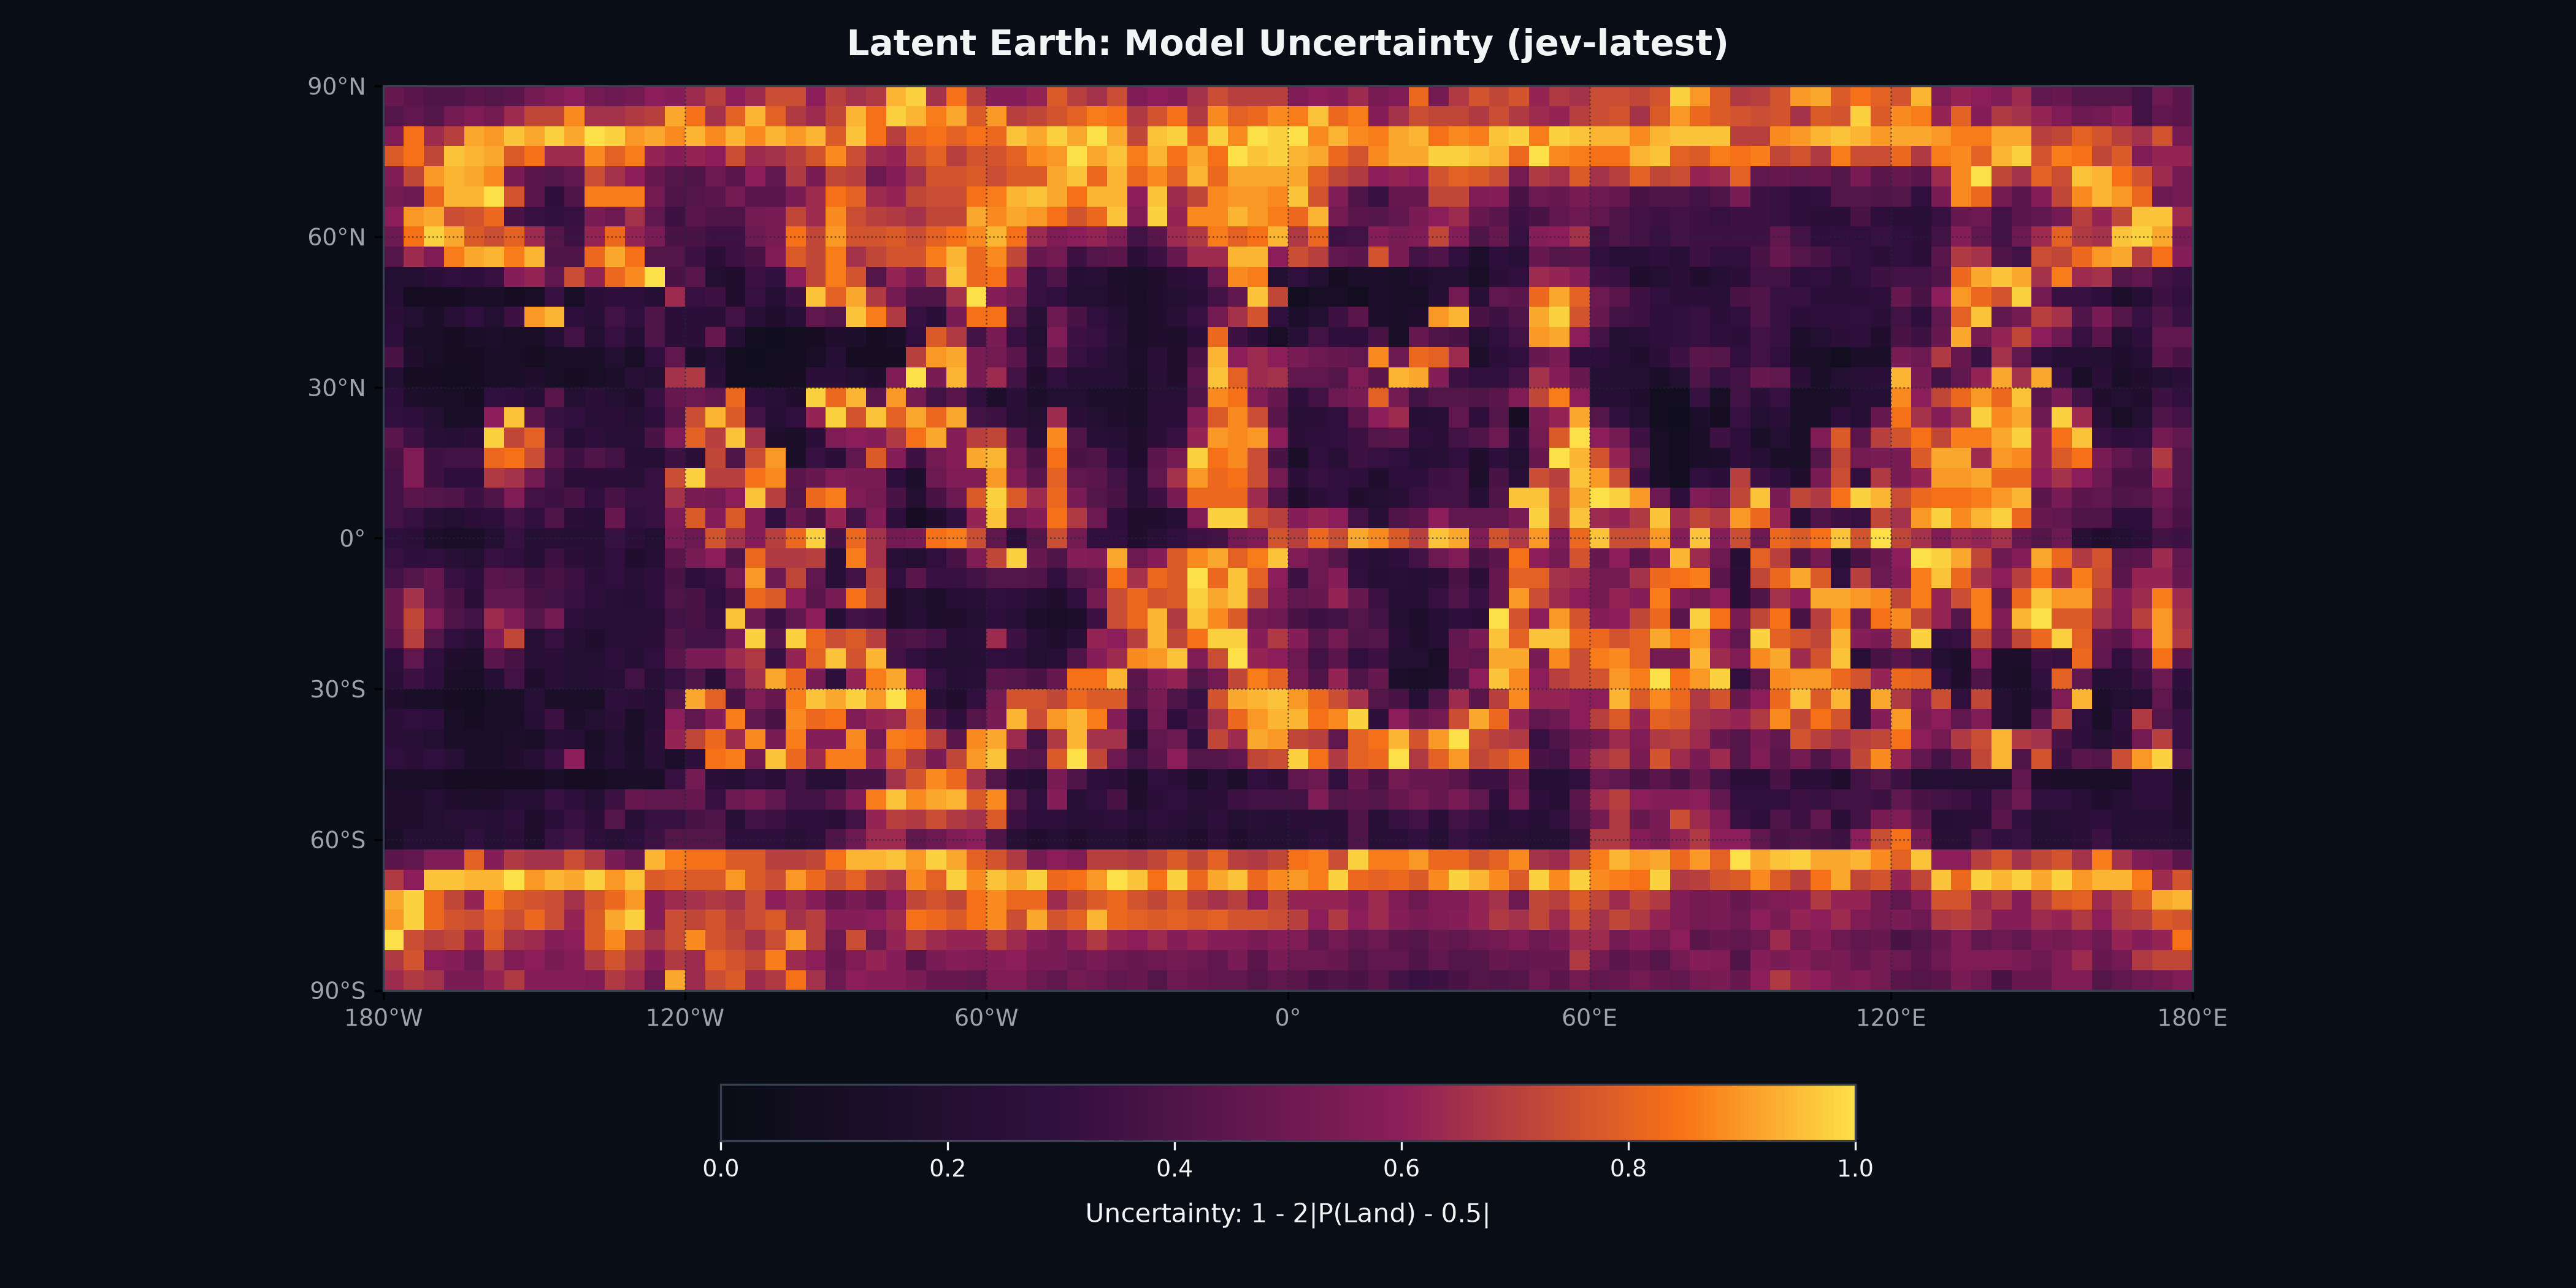 Latent Earth: Model Uncertainty (jev-latest)
90°N
60°N
30°N
0°
30°S
60°S
90°S
180°W 120°W 60°W 0° 60°E 120°E 180°E
0.0 0.2 0.4 0.6 0.8 1.0
Uncertainty: 1 - 2|P(Land) - 0.5|